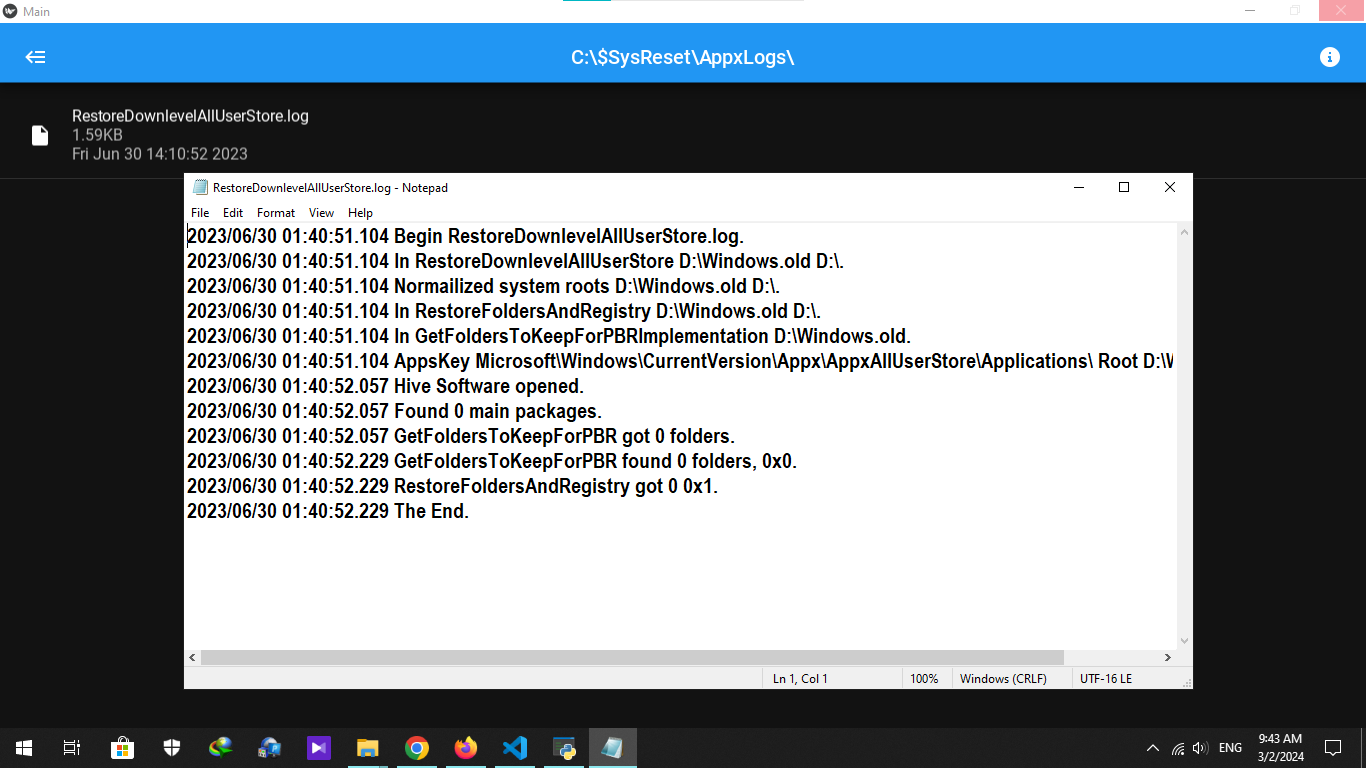 Main
C:\$SysReset\AppxLogs\
RestoreDownlevelAllUserStore.log
1.59KB
Fri Jun 30 14:10:52 2023
RestoreDownlevelAllUserStore.log - Notepad
File Edit Format View Help
2023/06/30 01:40:51.104 Begin RestoreDownlevelAllUserStore.log.
2023/06/30 01:40:51.104 In RestoreDownlevelAllUserStore D:\Windows.old D:\.
2023/06/30 01:40:51.104 Normailized system roots D:\Windows.old D:\.
2023/06/30 01:40:51.104 In RestoreFoldersAndRegistry D:\Windows.old D:\.
2023/06/30 01:40:51.104 In GetFoldersToKeepForPBRImplementation D:\Windows.old.
2023/06/30 01:40:51.104 AppsKey Microsoft\Windows\CurrentVersion\Appx\AppxAllUserStore\Applications\ Root D:\W
2023/06/30 01:40:52.057 Hive Software opened.
2023/06/30 01:40:52.057 Found 0 main packages.
2023/06/30 01:40:52.057 GetFoldersToKeepForPBR got 0 folders.
2023/06/30 01:40:52.229 GetFoldersToKeepForPBR found 0 folders, 0x0.
2023/06/30 01:40:52.229 RestoreFoldersAndRegistry got 0 0x1.
2023/06/30 01:40:52.229 The End.
Ln 1, Col 1 100% Windows (CRLF) UTF-16 LE
ENG
9:43 AM
3/2/2024